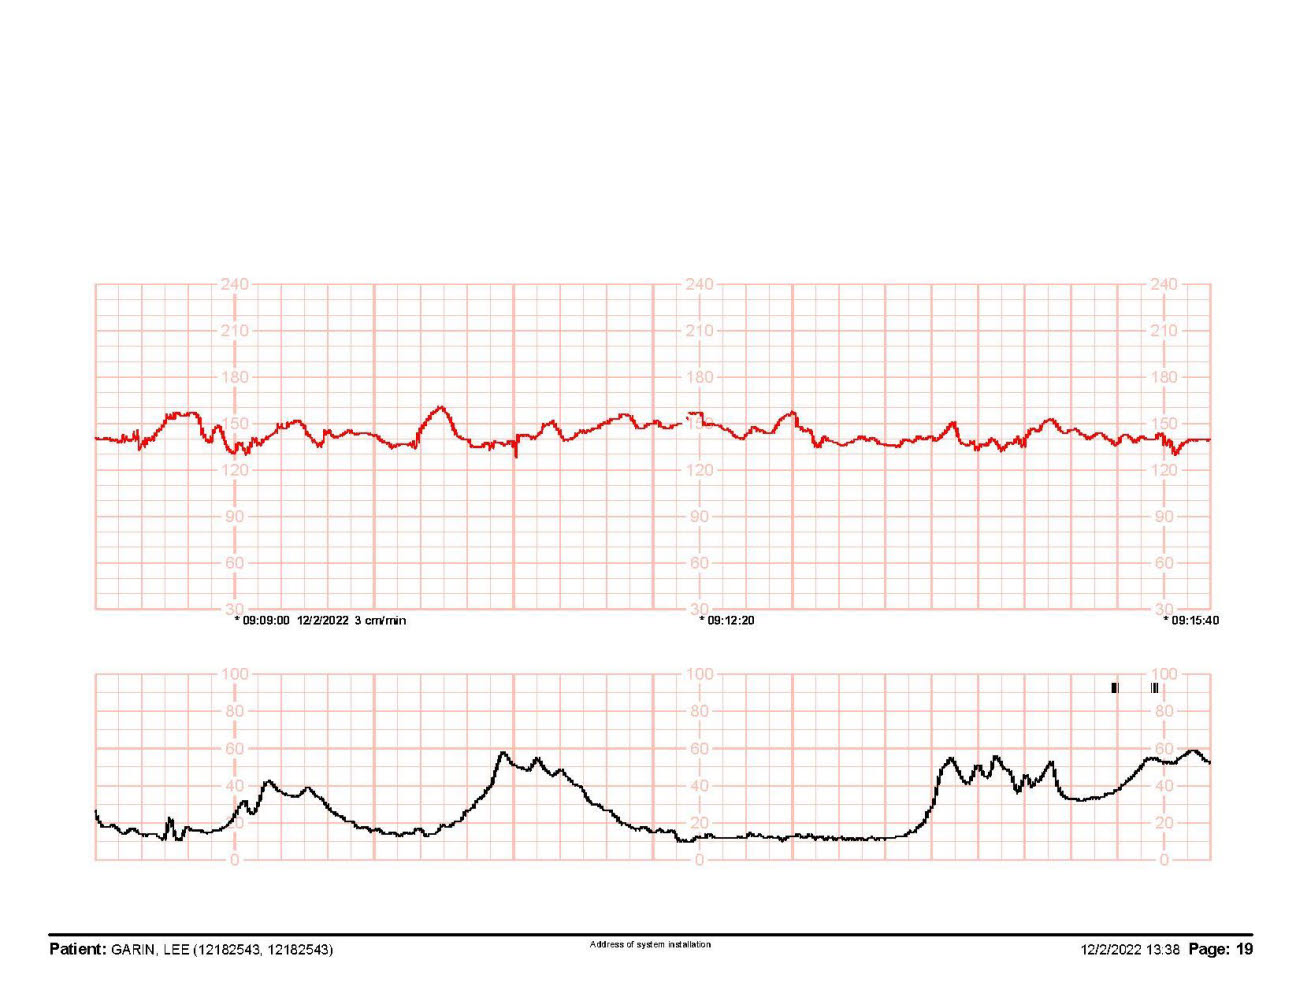 240 240 240
210 210 210
180 180 180
150 150 150
120 120 120
90 90 90
60 60 60
30 30 30
* 09:09:00 12/2/2022 3 cm/min * 09:12:20 * 09:15:40
100 100 100
80 80 80
60 60 60
40 40 40
20 20 20
0 0 0
Patient: GARIN, LEE (12182543, 12182543) Address of system installation 12/2/2022 13:38 Page: 19